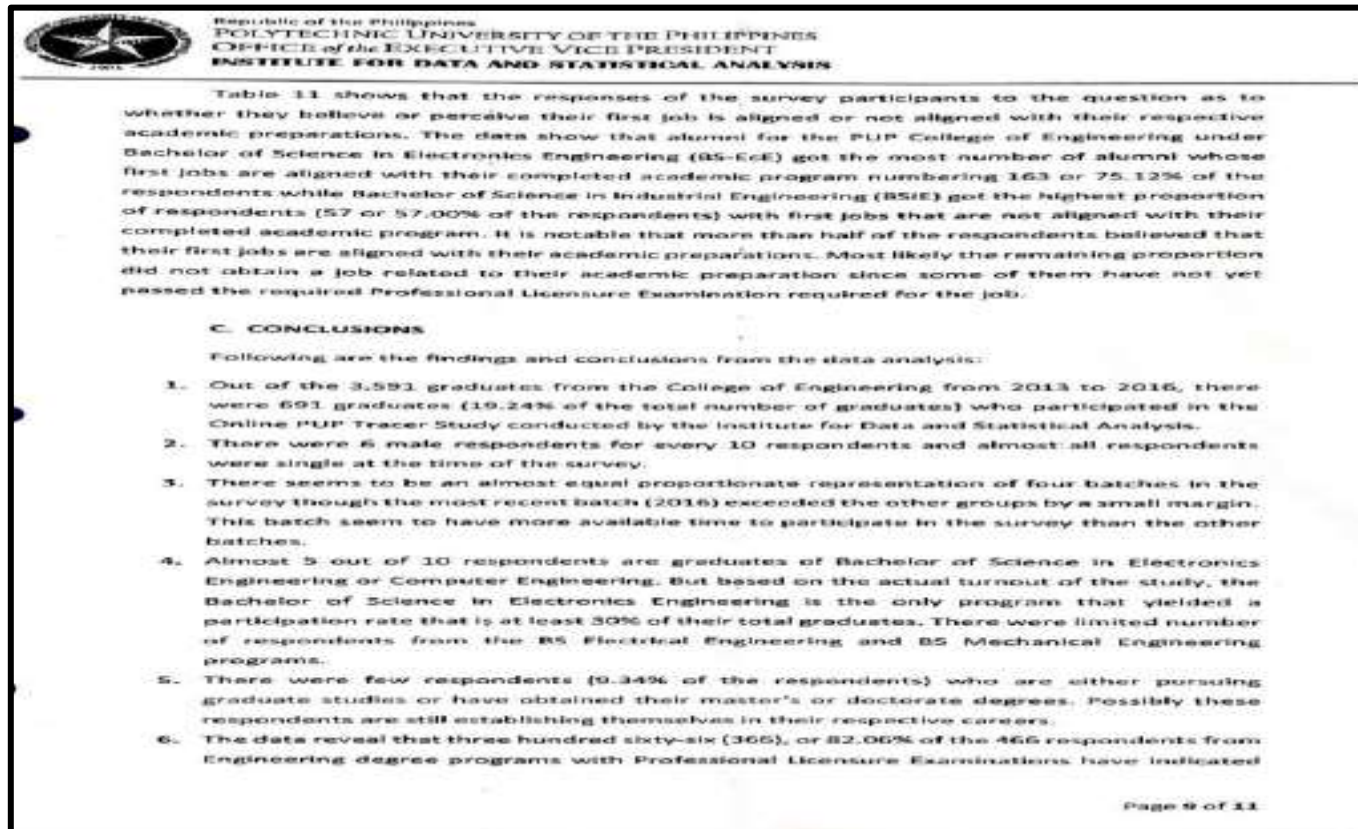 Republic of the Philippines
POLYTECHNIC UNIVERSITY OF THE PHILIPPINES
OFFICE of the EXECUTIVE VICE PRESIDENT
INSTITUTE FOR DATA AND STATISTICAL ANALYSIS
Table 11 shows that the responses of the survey participants to the question as to
whether they believe or perceive their first job is aligned or not aligned with their respective
academic preparations. The data show that alumni for the PUP College of Engineering under
Bachelor of Science in Electronics Engineering (BS-EcE) got the most number of alumni whose
first jobs are aligned with their completed academic program numbering 163 or 75.12% of the
respondents while Bachelor of Science in Industrial Engineering (BSIE) got the highest proportion
of respondents (57 or 57.00% of the respondents) with first jobs that are not aligned with their
completed academic program. It is notable that more than half of the respondents believed that
their first jobs are aligned with their academic preparations. Most likely the remaining proportion
did not obtain a job related to their academic preparation since some of them have not yet
passed the required Professional Licensure Examination required for the job.
C. CONCLUSIONS
Following are the findings and conclusions from the data analysis:
1. Out of the 3,591 graduates from the College of Engineering from 2013 to 2016, there
were 691 graduates (19.24% of the total number of graduates) who participated in the
Online PUP Tracer Study conducted by the Institute for Data and Statistical Analysis.
2. There were 6 male respondents for every 10 respondents and almost all respondents
were single at the time of the survey.
3. There seems to be an almost equal proportionate representation of four batches in the
survey though the most recent batch (2016) exceeded the other groups by a small margin.
This batch seem to have more available time to participate in the survey than the other
batches.
4. Almost 5 out of 10 respondents are graduates of Bachelor of Science in Electronics
Engineering or Computer Engineering. But based on the actual turnout of the study, the
Bachelor of Science in Electronics Engineering is the only program that yielded a
participation rate that is at least 30% of their total graduates. There were limited number
of respondents from the BS Electrical Engineering and BS Mechanical Engineering
programs.
5. There were few respondents (9.34% of the respondents) who are either pursuing
graduate studies or have obtained their master's or doctorate degrees. Possibly these
respondents are still establishing themselves in their respective careers.
6. The data reveal that three hundred sixty-six (366), or 82.06% of the 466 respondents from
Engineering degree programs with Professional Licensure Examinations have indicated
Page 9 of 11